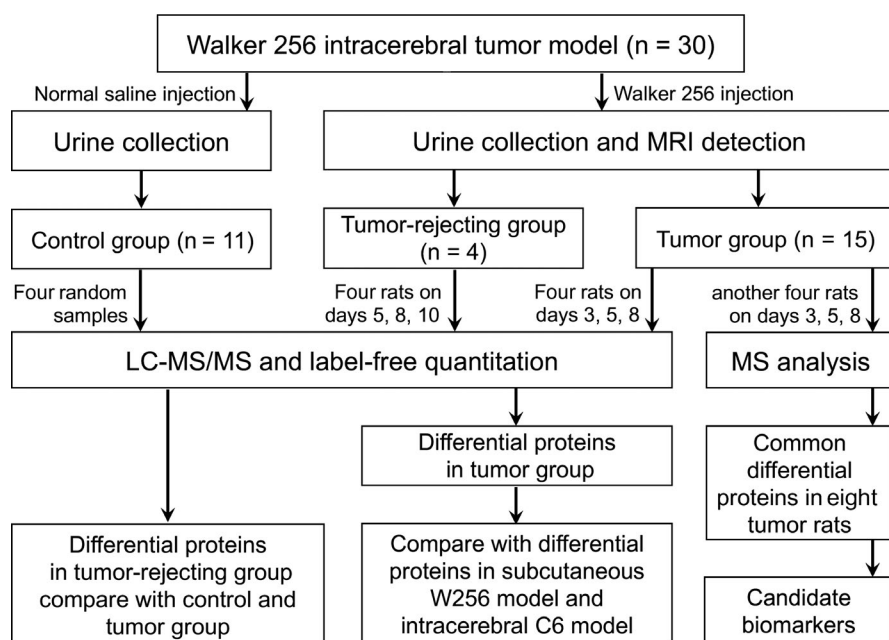 Walker 256 intracerebral tumor model (n = 30)
Normal saline injection
Walker 256 injection
Urine collection
Urine collection and MRI detection
Control group (n = 11)
Tumor-rejecting group
(n = 4)
Tumor group (n = 15)
Four random
samples
Four rats on
days 5, 8, 10
Four rats on
days 3, 5, 8
another four rats
on days 3, 5, 8
LC-MS/MS and label-free quantitation
MS analysis
Differential proteins
in tumor group
Common
differential
proteins in eight
tumor rats
Differential proteins
in tumor-rejecting group
compare with control and
tumor group
Compare with differential
proteins in subcutaneous
W256 model and
intracerebral C6 model
Candidate
biomarkers